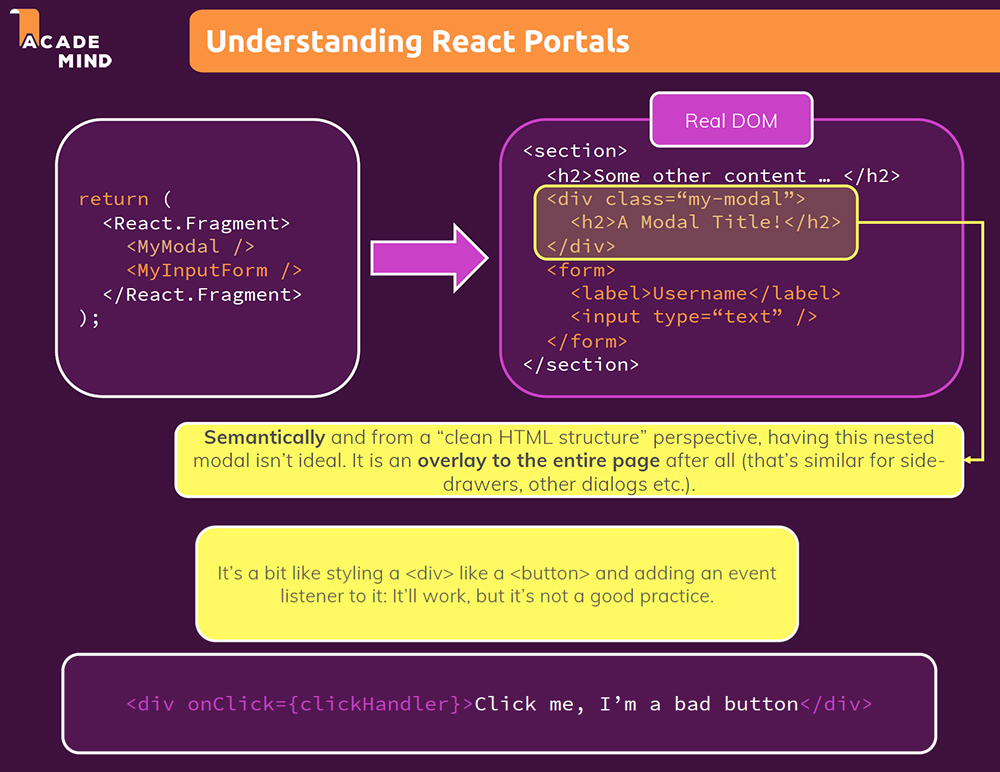 ACADE
MIND
Understanding React Portals
return (
<React.Fragment>
<MyModal />
<MyInputForm />
</React.Fragment>
);
Real DOM
<section>
<h2>Some other content … </h2>
<div class=“my-modal”>
<h2>A Modal Title!</h2>
</div>
<form>
<label>Username</label>
<input type=“text” />
</form>
</section>
Semantically and from a “clean HTML structure” perspective, having this nested
modal isn’t ideal. It is an overlay to the entire page after all (that’s similar for side-
drawers, other dialogs etc.).
It’s a bit like styling a <div> like a <button> and adding an event
listener to it: It’ll work, but it’s not a good practice.
<div onClick={clickHandler}>Click me, I’m a bad button</div>